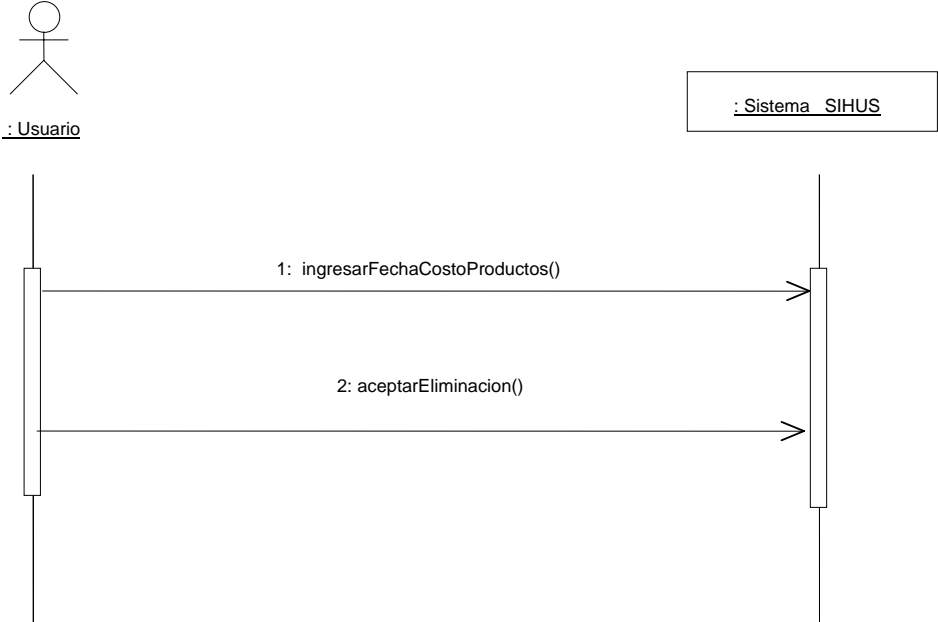 : Usuario
: Sistema SIHUS
1: ingresarFechaCostoProductos()
2: aceptarEliminacion()